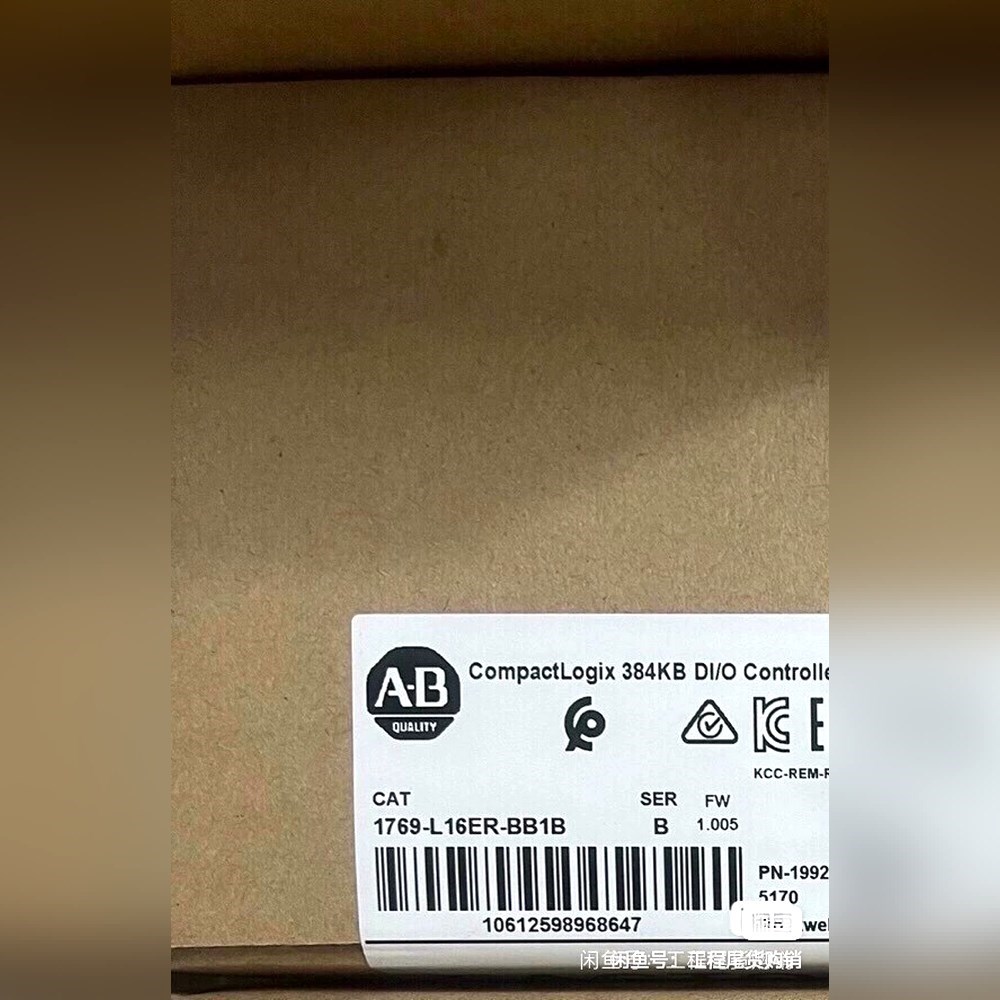 A-B
QUALITY
CompactLogix 384KB DI/O Controlle
KCC-REM-
CAT
1769-L16ER-BB1B
SER
B
FW
1.005
PN-1992
5170
10612598968647